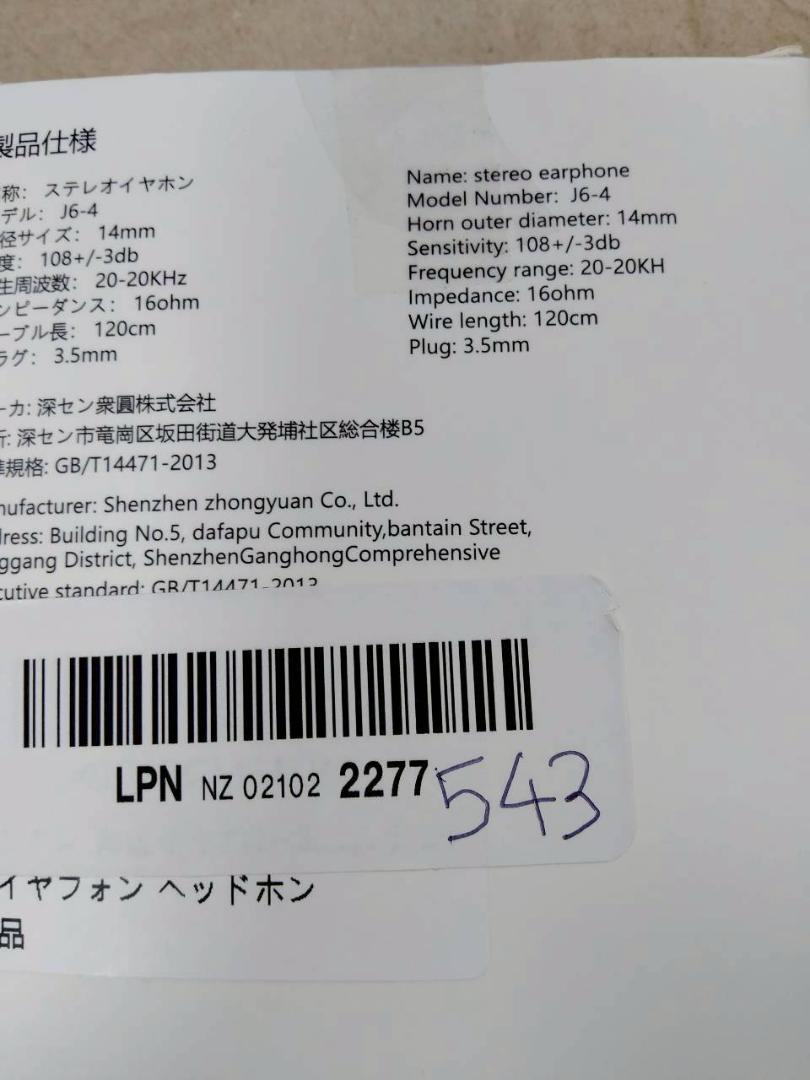 製品仕様
称: ステレオイヤホン
デル: J6-4
径サイズ: 14mm
度: 108+/-3db
生周波数: 20-20KHz
ンピーダンス: 16ohm
ーブル長: 120cm
ラグ: 3.5mm
Name: stereo earphone
Model Number: J6-4
Horn outer diameter: 14mm
Sensitivity: 108+/-3db
Frequency range: 20-20KH
Impedance: 16ohm
Wire length: 120cm
Plug: 3.5mm
ーカ: 深セン衆圓株式会社
所: 深セン市竜崗区坂田街道大発埔社区総合楼B5
準規格: GB/T14471-2013
nufacturer: Shenzhen zhongyuan Co., Ltd.
dress: Building No.5, dafapu Community,bantain Street,
ggang District, ShenzhenGanghongComprehensive
cutive standard: GB/T14471-2013
LPN NZ 02102 2277 543
イヤフォン ヘッドホン
品